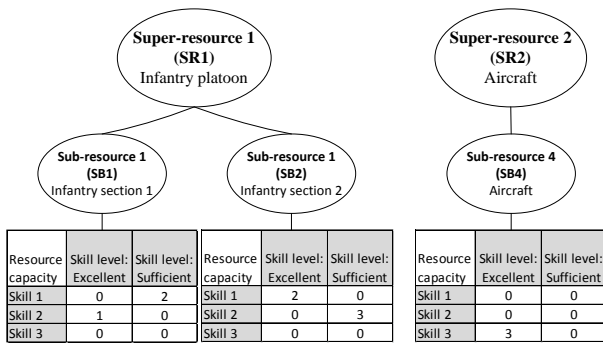 Super-resource 1
(SR1)
Infantry platoon
Super-resource 2
(SR2)
Aircraft
Sub-resource 1
(SB1)
Infantry section 1
Sub-resource 1
(SB2)
Infantry section 2
Sub-resource 4
(SB4)
Aircraft
Resource capacity Skill level: Excellent Skill level: Sufficient
Skill 1 0 2
Skill 2 1 0
Skill 3 0 0
Resource capacity Skill level: Excellent Skill level: Sufficient
Skill 1 2 0
Skill 2 0 3
Skill 3 0 0
Resource capacity Skill level: Excellent Skill level: Sufficient
Skill 1 0 0
Skill 2 0 0
Skill 3 3 0